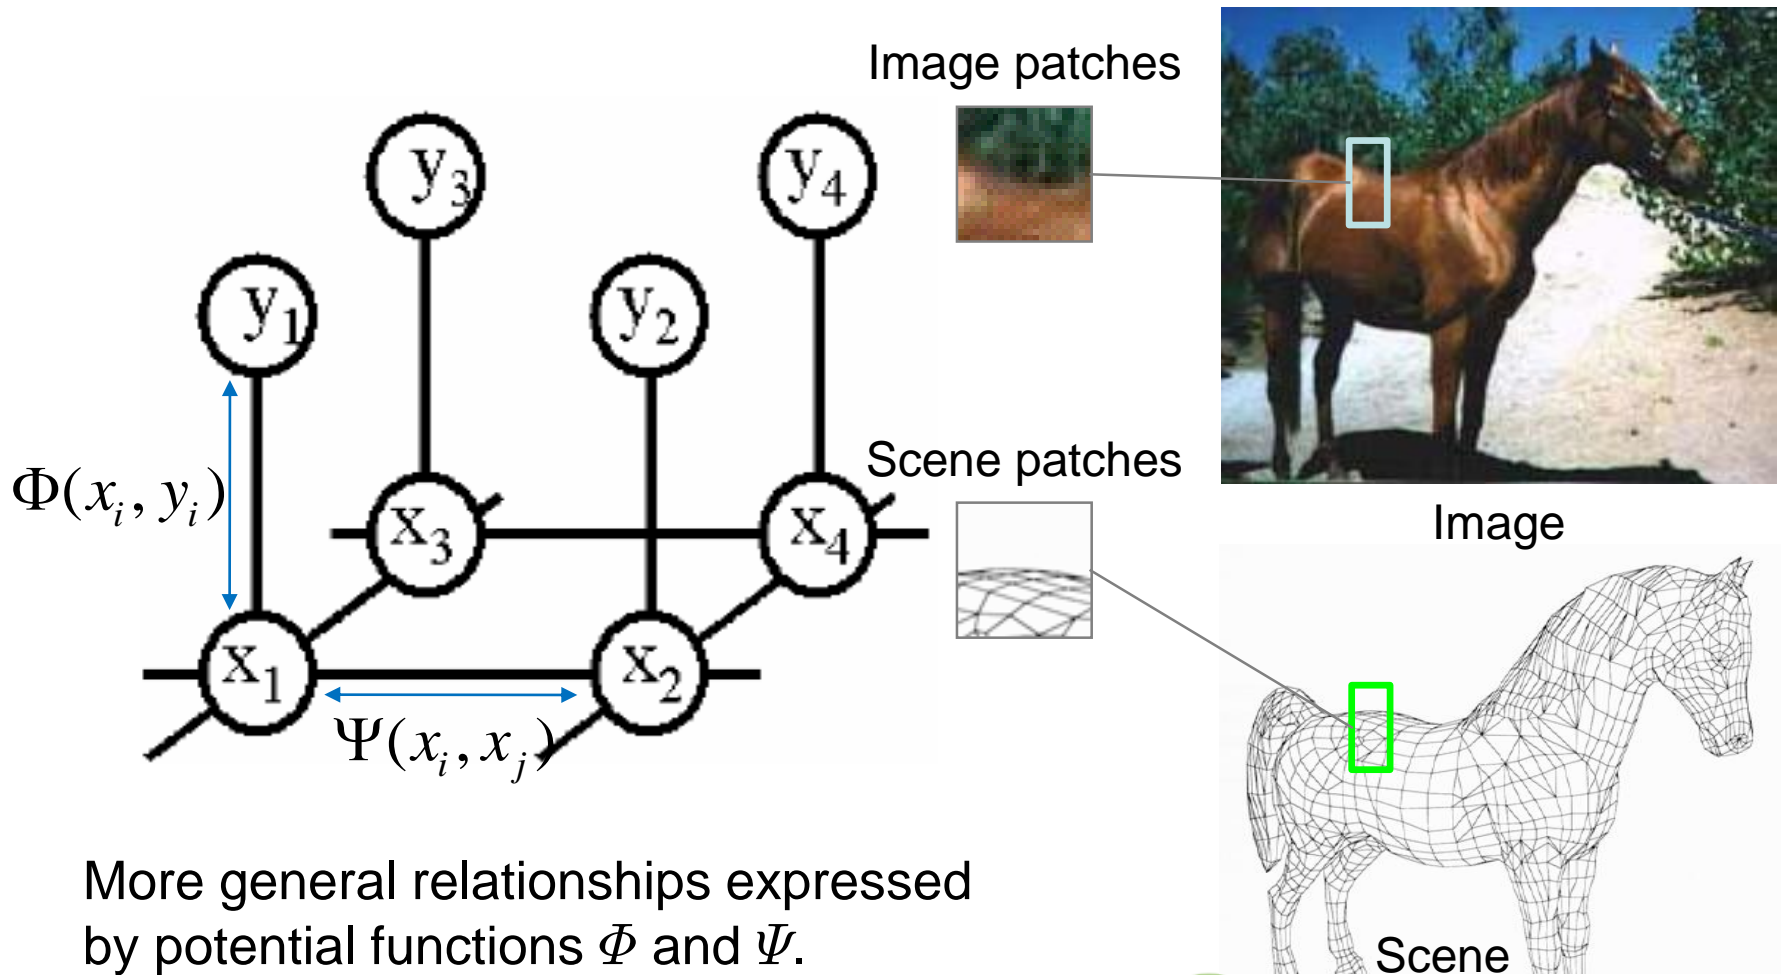 Image patches
y3
y4
y1
y2
Φ(xi, yi)
Scene patches
x3
x4
Image
x1
x2
Ψ(xi, xj)
More general relationships expressed
by potential functions Φ and Ψ.
Scene